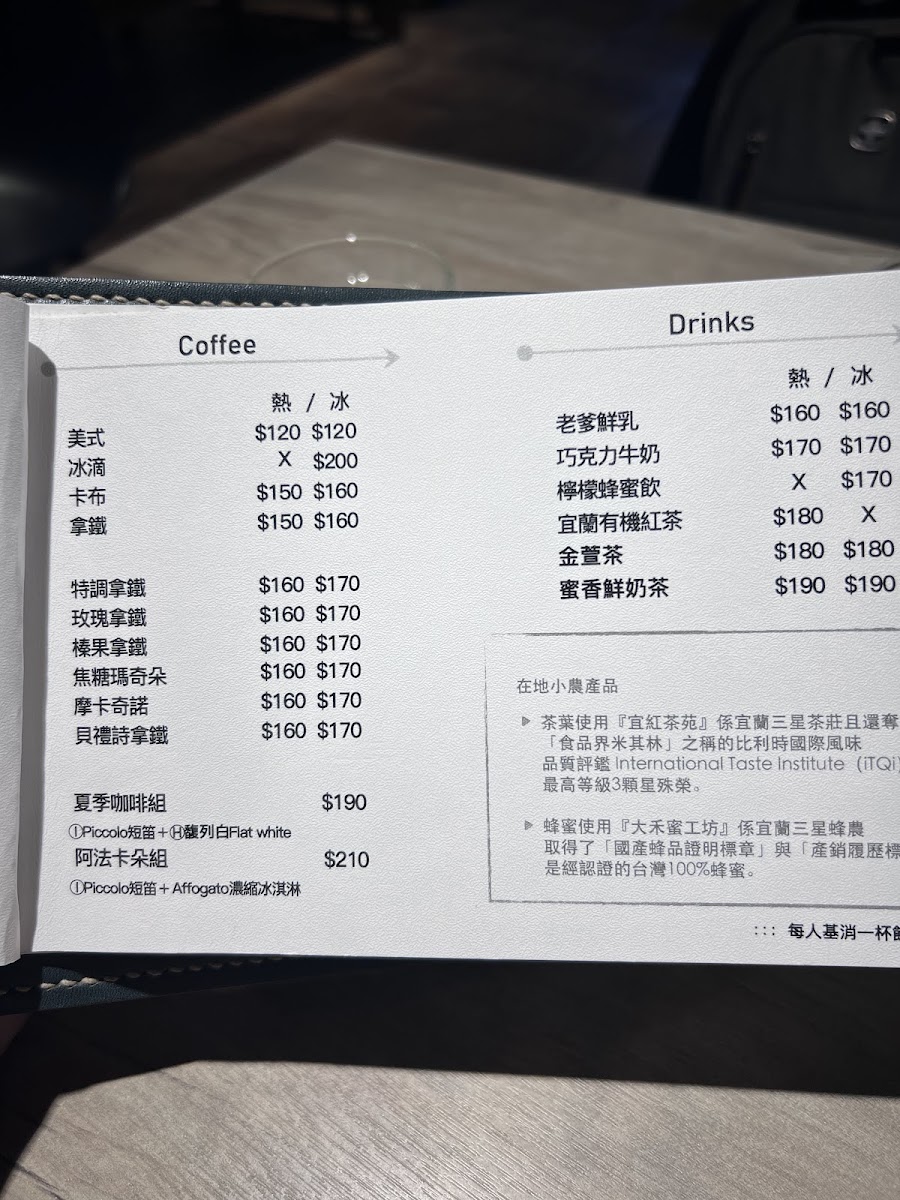 Coffee
熱 / 冰
美式 $120 $120
冰滴 X $200
卡布 $150 $160
拿鐵 $150 $160
特調拿鐵 $160 $170
玫瑰拿鐵 $160 $170
榛果拿鐵 $160 $170
焦糖瑪奇朵 $160 $170
摩卡奇諾 $160 $170
貝禮詩拿鐵 $160 $170
夏季咖啡組 $190
ⒾPiccolo短笛+Ⓗ馥列白Flat white
阿法卡朵組 $210
ⒾPiccolo短笛+Affogato濃縮冰淇淋
Drinks
熱 / 冰
老爹鮮乳 $160 $160
巧克力牛奶 $170 $170
檸檬蜂蜜飲 X $170
宜蘭有機紅茶 $180 X
金萱茶 $180 $180
蜜香鮮奶茶 $190 $190
在地小農產品
茶葉使用『宜紅茶苑』係宜蘭三星茶莊且還奪
「食品界米其林」之稱的比利時國際風味
品質評鑑 International Taste Institute（iTQi）
最高等級3顆星殊榮。
蜂蜜使用『大禾蜜工坊』係宜蘭三星蜂農
取得了「國產蜂品證明標章」與「產銷履歷標
是經認證的台灣100%蜂蜜。
::: 每人基消一杯